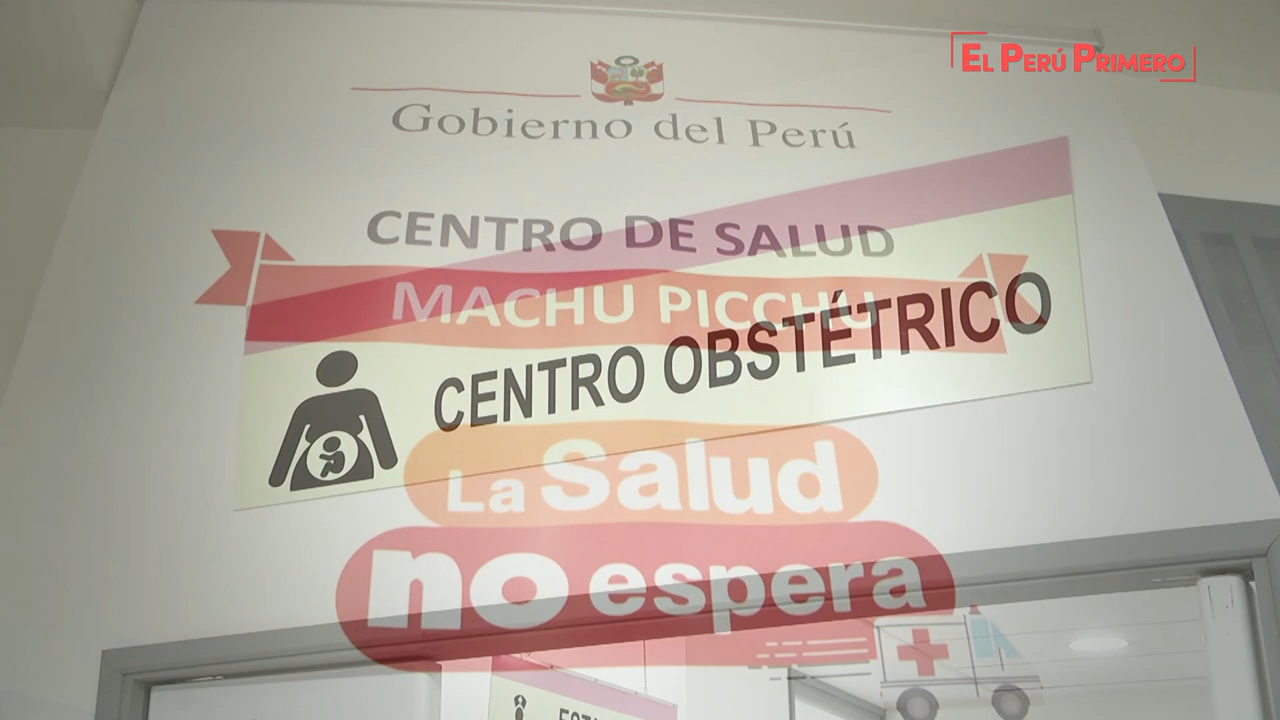 EL PERÚ PRIMERO
Gobierno del Perú
CENTRO DE SALUD
MACHU PICCHU
CENTRO OBSTÉTRICO
La Salud
no espera